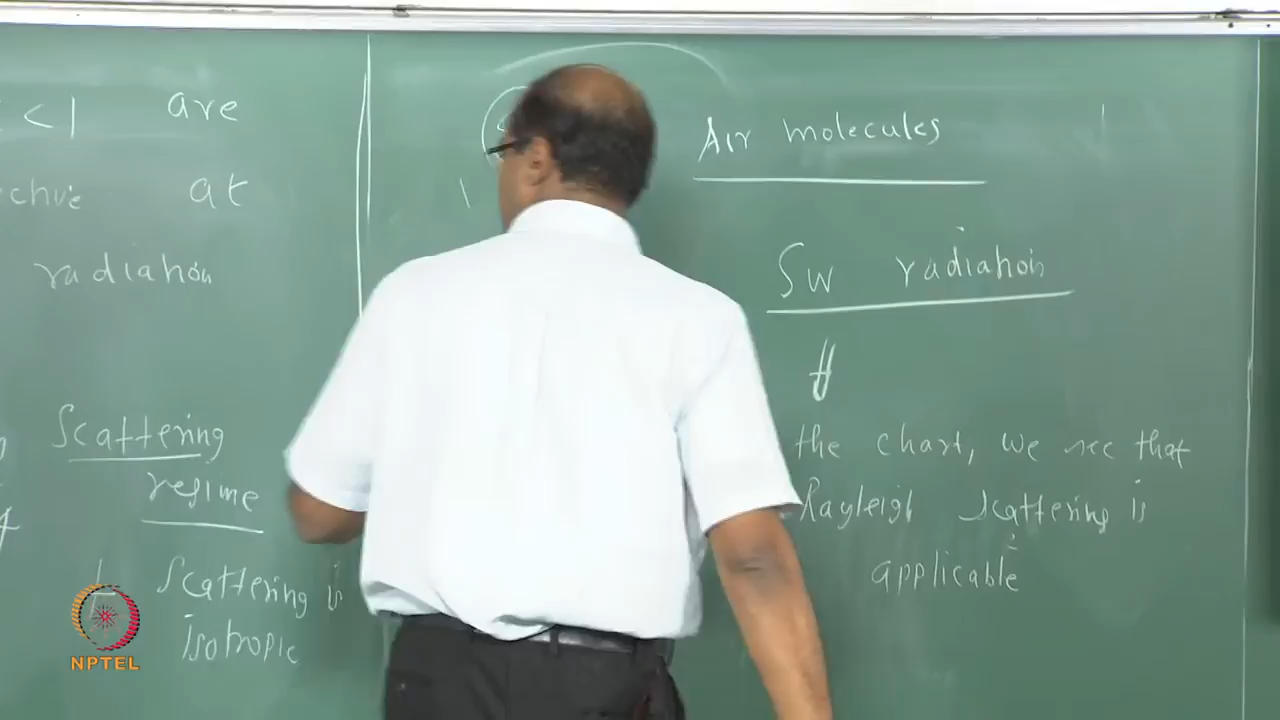 <1 are
at
radiation
Scattering
regime
Scattering is
isotropic
Air molecules
SW radiation
the chart, we see that
Rayleigh scattering is
applicable
NPTEL